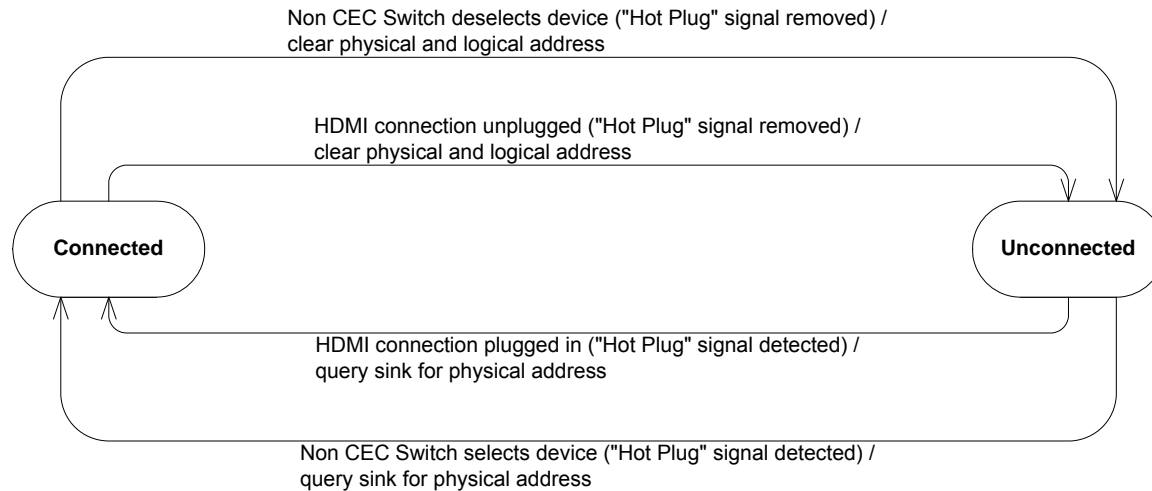 Non CEC Switch deselects device ("Hot Plug" signal removed) /
clear physical and logical address
HDMI connection unplugged ("Hot Plug" signal removed) /
clear physical and logical address
Connected
Unconnected
HDMI connection plugged in ("Hot Plug" signal detected) /
query sink for physical address
Non CEC Switch selects device ("Hot Plug" signal detected) /
query sink for physical address